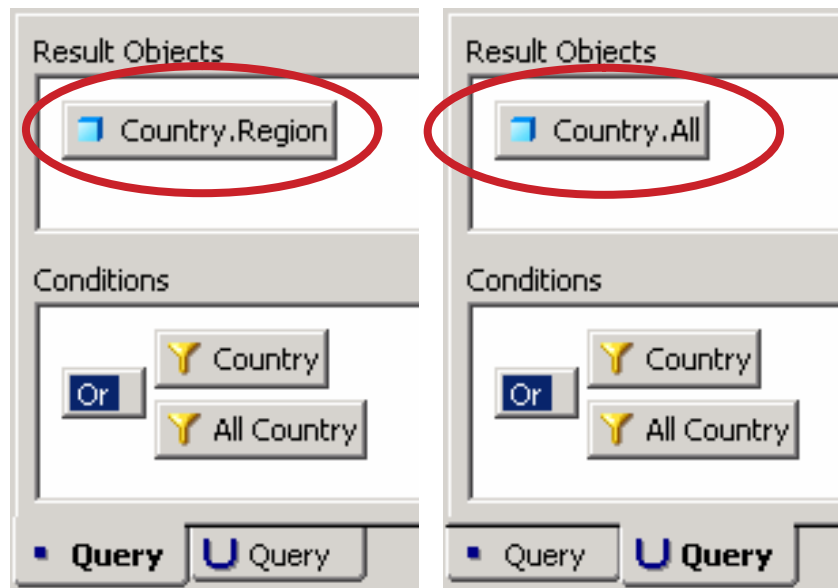 Result Objects
Country.Region
Conditions
Or
Country
All Country
Query
Query
Result Objects
Country.All
Conditions
Or
Country
All Country
Query
Query